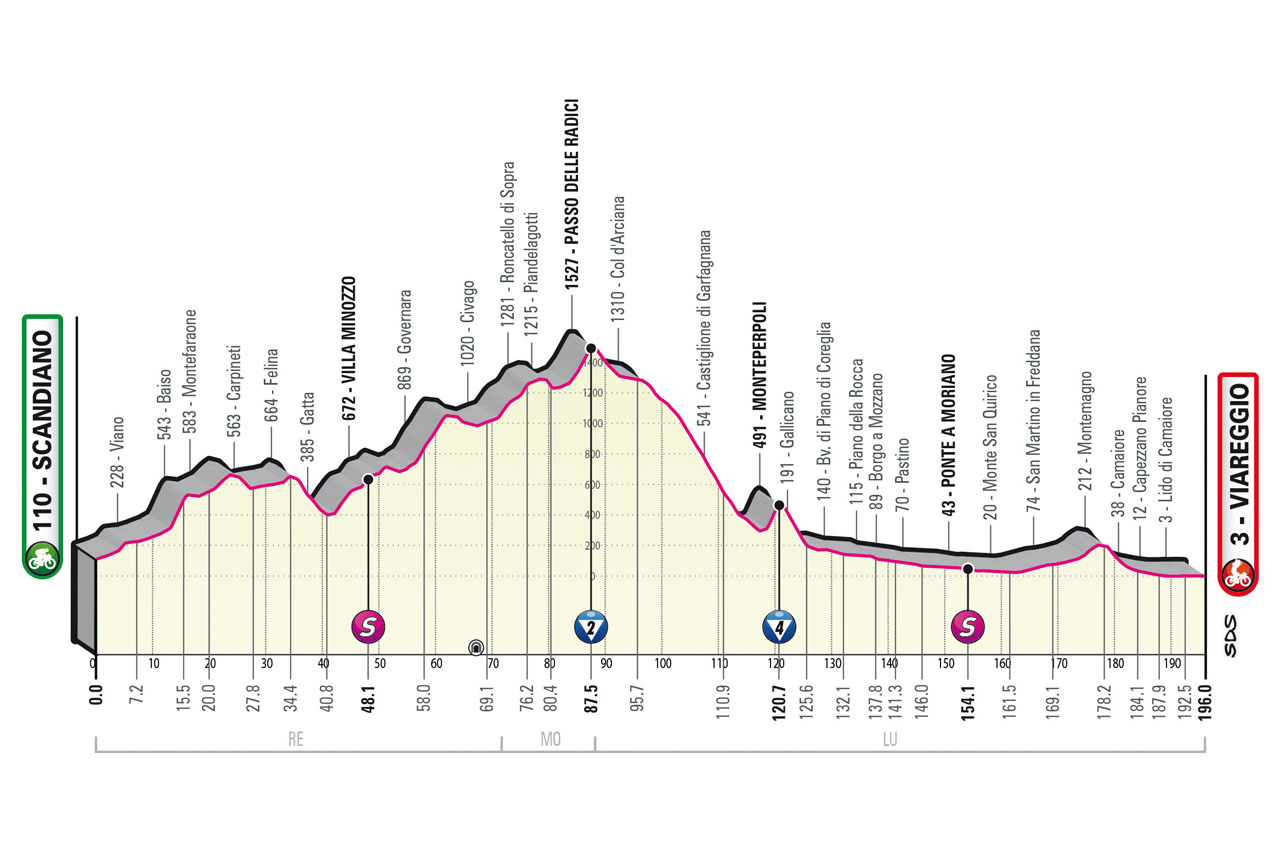 110 - SCANDIANO
228 - Viano
543 - Baiso
583 - Montefaraone
563 - Carpineti
664 - Felina
385 - Gatta
672 - VILLA MINOZZO
869 - Governara
1020 - Civago
1281 - Roncatello di Sopra
1215 - Piandelagotti
1527 - PASSO DELLE RADICI
1310 - Col d'Arciana
541 - Castiglione di Garfagnana
491 - MONTEPERPOLI
191 - Gallicano
140 - Bv. di Piano di Coreglia
115 - Piano della Rocca
89 - Borgo a Mozzano
70 - Pastino
43 - PONTE A MORIANO
20 - Monte San Quirico
74 - San Martino in Freddana
212 - Montemagno
38 - Camaiore
12 - Capezzano Pianore
3 - Lido di Camaiore
3 - VIAREGGIO
1400
1200
1000
800
600
400
200
0
S
2
4
S
SDS
0 10 20 30 40 50 60 70 80 90 100 110 120 130 140 150 160 170 180 190
0.0 7.2 15.5 20.0 27.8 34.4 40.8 48.1 58.0 69.1 76.2 80.4 87.5 95.7 110.9 120.7 125.6 132.1 137.8 141.3 146.0 154.1 161.5 169.1 178.2 184.1 187.9 192.5 196.0
RE MO LU